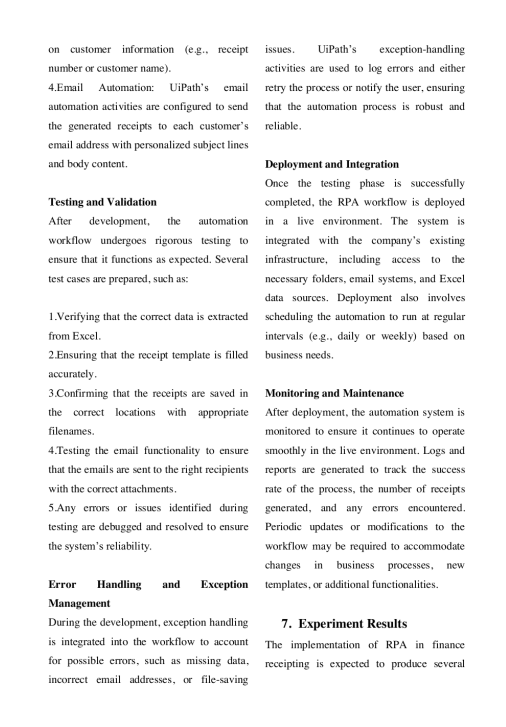 on customer information (e.g., receipt
number or customer name).
4.Email Automation: UiPath’s email
automation activities are configured to send
the generated receipts to each customer’s
email address with personalized subject lines
and body content.
Testing and Validation
After development, the automation
workflow undergoes rigorous testing to
ensure that it functions as expected. Several
test cases are prepared, such as:
1.Verifying that the correct data is extracted
from Excel.
2.Ensuring that the receipt template is filled
accurately.
3.Confirming that the receipts are saved in
the correct locations with appropriate
filenames.
4.Testing the email functionality to ensure
that the emails are sent to the right recipients
with the correct attachments.
5.Any errors or issues identified during
testing are debugged and resolved to ensure
the system’s reliability.
Error Handling and Exception
Management
During the development, exception handling
is integrated into the workflow to account
for possible errors, such as missing data,
incorrect email addresses, or file-saving
issues. UiPath’s exception-handling
activities are used to log errors and either
retry the process or notify the user, ensuring
that the automation process is robust and
reliable.
Deployment and Integration
Once the testing phase is successfully
completed, the RPA workflow is deployed
in a live environment. The system is
integrated with the company’s existing
infrastructure, including access to the
necessary folders, email systems, and Excel
data sources. Deployment also involves
scheduling the automation to run at regular
intervals (e.g., daily or weekly) based on
business needs.
Monitoring and Maintenance
After deployment, the automation system is
monitored to ensure it continues to operate
smoothly in the live environment. Logs and
reports are generated to track the success
rate of the process, the number of receipts
generated, and any errors encountered.
Periodic updates or modifications to the
workflow may be required to accommodate
changes in business processes, new
templates, or additional functionalities.
7. Experiment Results
The implementation of RPA in finance
receipting is expected to produce several